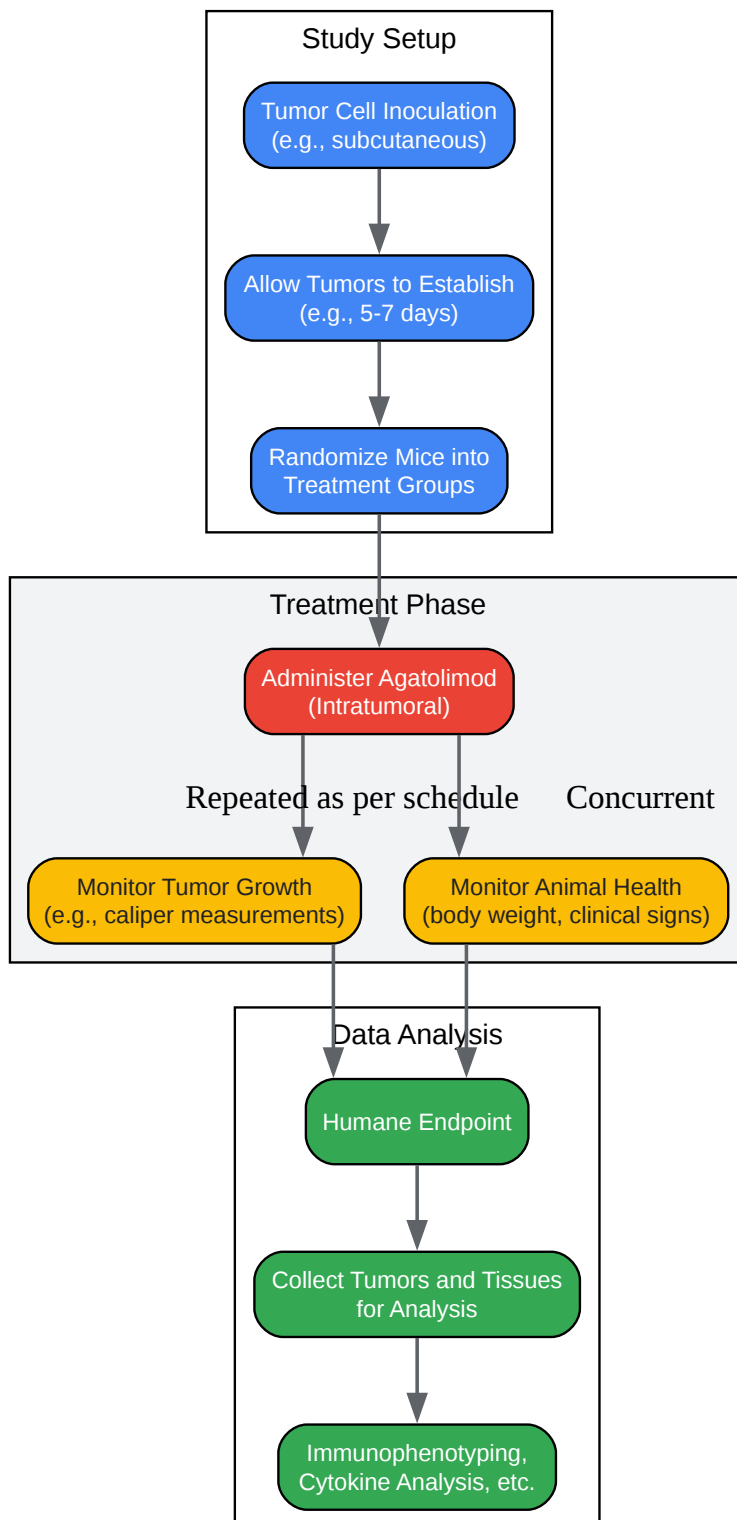 Study Setup
Tumor Cell Inoculation
(e.g., subcutaneous)
Allow Tumors to Establish
(e.g., 5-7 days)
Randomize Mice into
Treatment Groups
Treatment Phase
Administer Agatolimod
(Intratumoral)
Repeated as per schedule
Concurrent
Monitor Tumor Growth
(e.g., caliper measurements)
Monitor Animal Health
(body weight, clinical signs)
Data Analysis
Humane Endpoint
Collect Tumors and Tissues
for Analysis
Immunophenotyping,
Cytokine Analysis, etc.